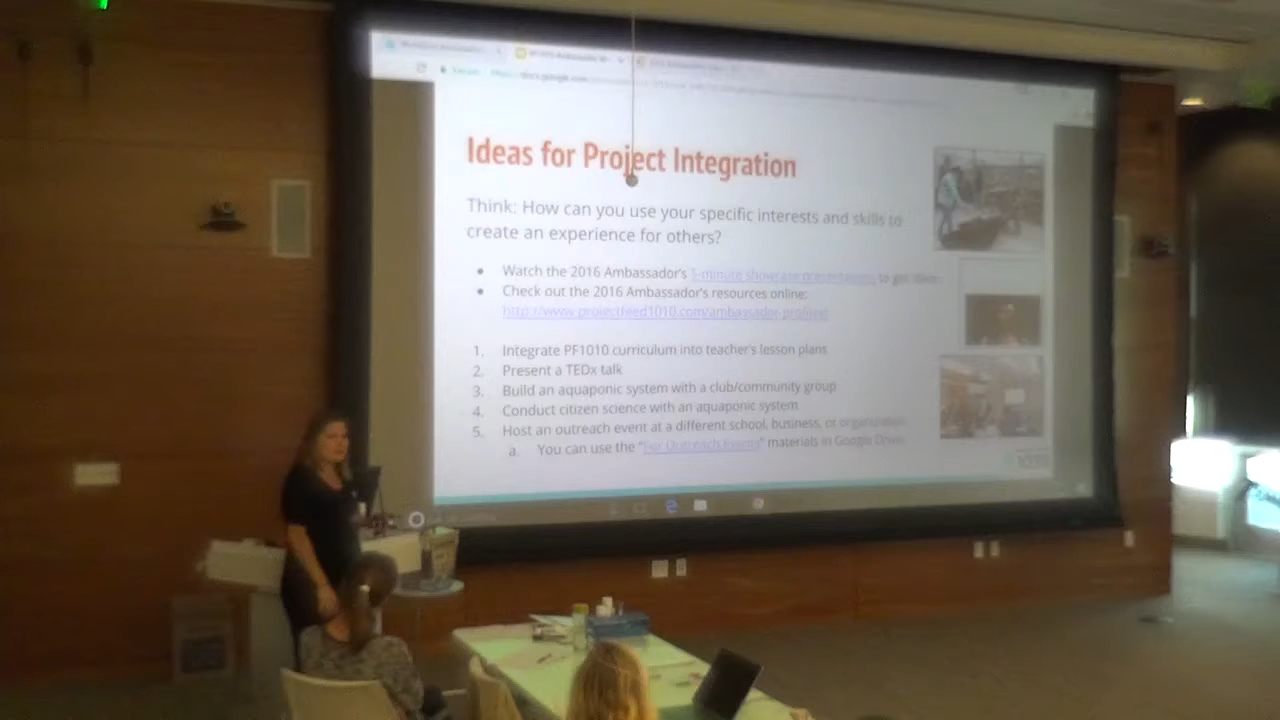 docs.google.com
Ideas for Project Integration
Think: How can you use your specific interests and skills to
create an experience for others?
Watch the 2016 Ambassador's 5-minute showcase presentations to get
Check out the 2016 Ambassador's resources online:
http://www.projectfeed1010.com/ambassador-profiles/
1. Integrate PF1010 curriculum into teacher's lesson plans
2. Present a TEDx talk
3. Build an aquaponic system with a club/community group
4. Conduct citizen science with an aquaponic system
5. Host an outreach event at a different school, business, or organization
a. You can use the "For Outreach Events" materials in Google Drive